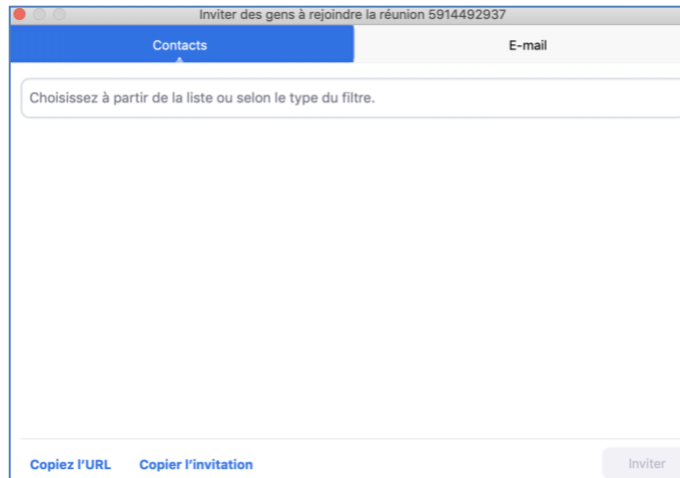 Inviter des gens à rejoindre la réunion 5914492937
Contacts
E-mail
Choisissez à partir de la liste ou selon le type du filtre.
Copiez l'URL
Copier l'invitation
Inviter